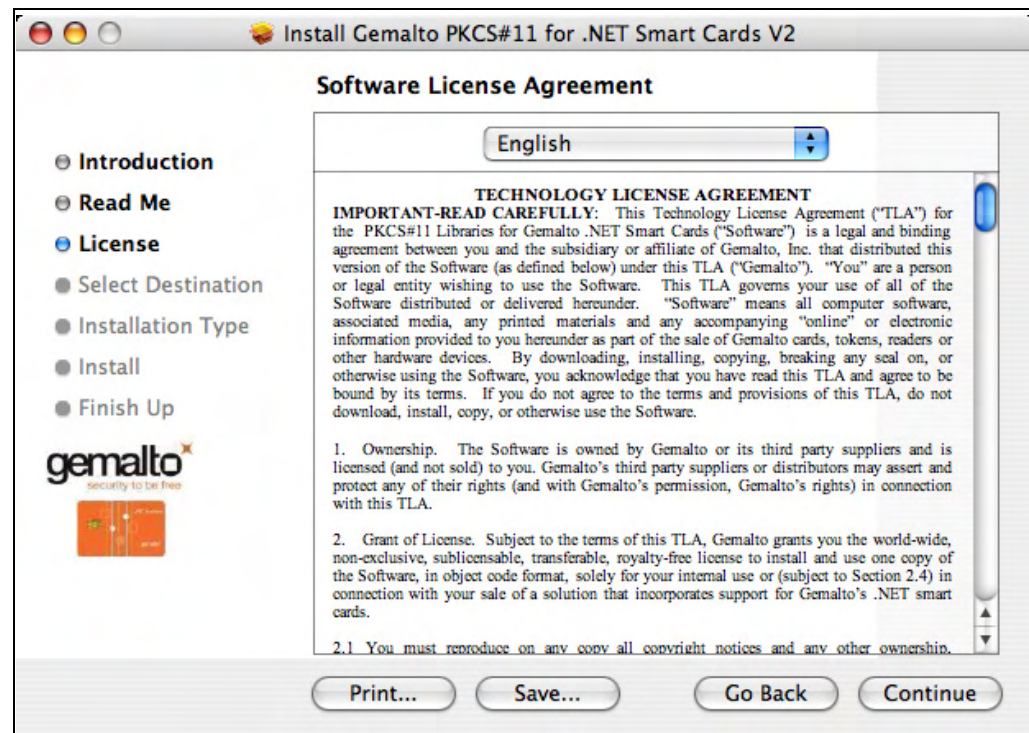 Install Gemalto PKCS#11 for .NET Smart Cards V2
Software License Agreement
English
Introduction
Read Me
License
Select Destination
Installation Type
Install
Finish Up
gemalto
security to be free
TECHNOLOGY LICENSE AGREEMENT
IMPORTANT-READ CAREFULLY: This Technology License Agreement (“TLA”) for
the PKCS#11 Libraries for Gemalto .NET Smart Cards (“Software”) is a legal and binding
agreement between you and the subsidiary or affiliate of Gemalto, Inc. that distributed this
version of the Software (as defined below) under this TLA (“Gemalto”). “You” are a person
or legal entity wishing to use the Software. This TLA governs your use of all of the
Software distributed or delivered hereunder. “Software” means all computer software,
associated media, any printed materials and any accompanying “online” or electronic
information provided to you hereunder as part of the sale of Gemalto cards, tokens, readers or
other hardware devices. By downloading, installing, copying, breaking any seal on, or
otherwise using the Software, you acknowledge that you have read this TLA and agree to be
bound by its terms. If you do not agree to the terms and provisions of this TLA, do not
download, install, copy, or otherwise use the Software.
1. Ownership. The Software is owned by Gemalto or its third party suppliers and is
licensed (and not sold) to you. Gemalto’s third party suppliers or distributors may assert and
protect any of their rights (and with Gemalto’s permission, Gemalto’s rights) in connection
with this TLA.
2. Grant of License. Subject to the terms of this TLA, Gemalto grants you the world-wide,
non-exclusive, sublicensable, transferable, royalty-free license to install and use one copy of
the Software, in object code format, solely for your internal use or (subject to Section 2.4) in
connection with your sale of a solution that incorporates support for Gemalto’s .NET smart
cards.
2.1 You must reproduce on any copy all copyright notices and any other ownership,
Print...
Save...
Go Back
Continue